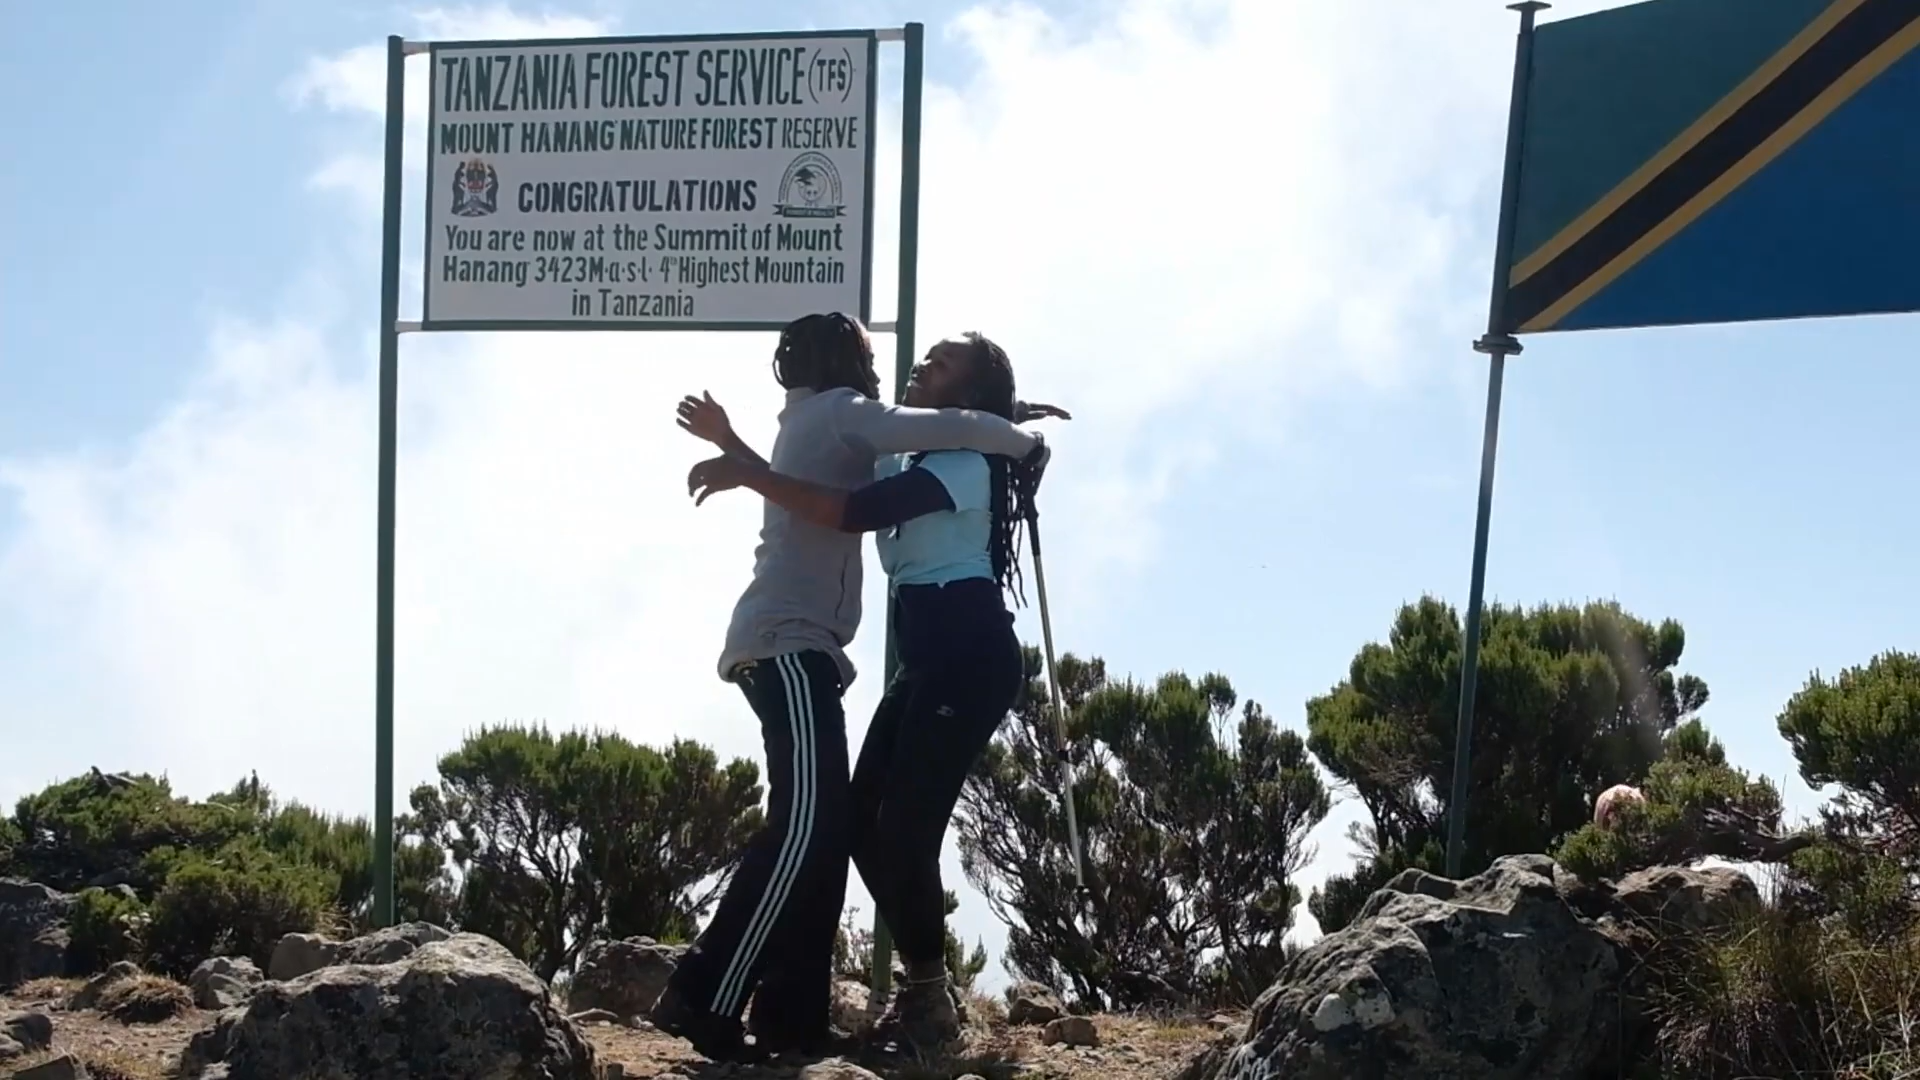 TANZANIA FOREST SERVICE (TFS)
MOUNT HANANG NATURE FOREST RESERVE
CONGRATULATIONS
You are now at the Summit of Mount
Hanang 3423M.a.s.l. 4th Highest Mountain
in Tanzania